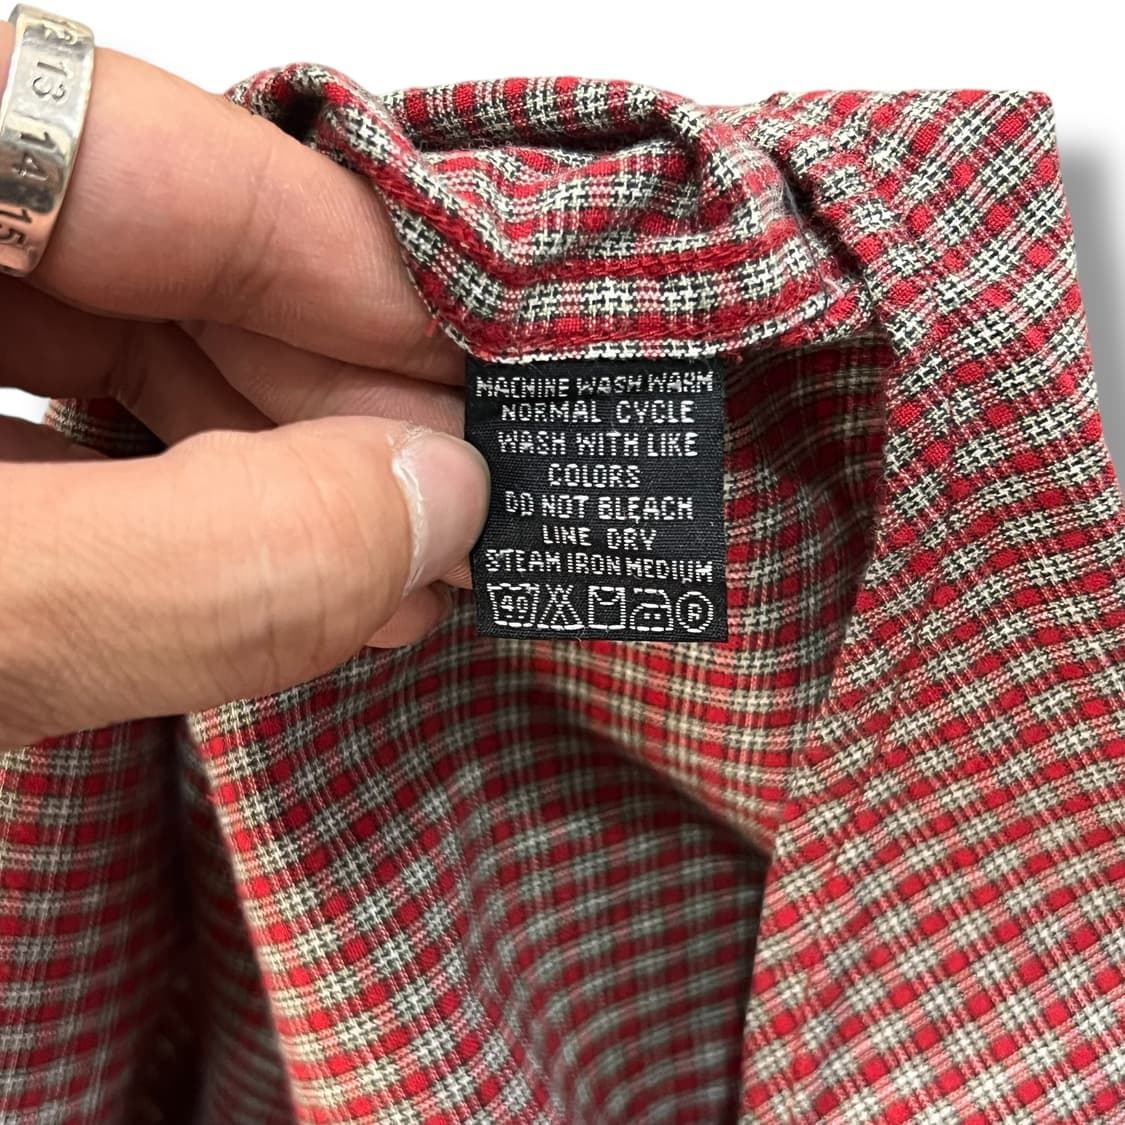 13
14
15
MACHINE WASH WARM
NORMAL CYCLE
WASH WITH LIKE
COLORS
DO NOT BLEACH
LINE DRY
STEAM IRON MEDIUM
40 P